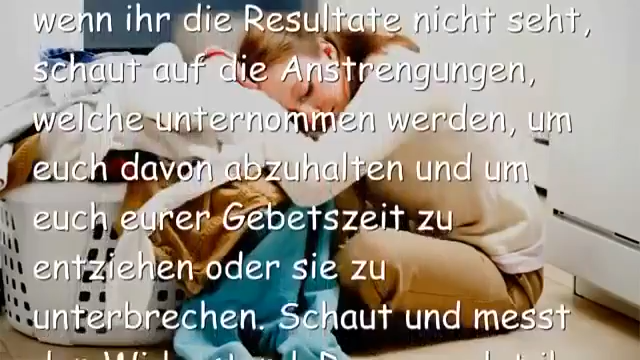 wenn ihr die Resultate nicht seht,
schaut auf die Anstrengungen,
welche unternommen werden, um
euch davon abzuhalten und um
euch eurer Gebetszeit zu
entziehen oder sie zu
unterbrechen. Schaut und messt